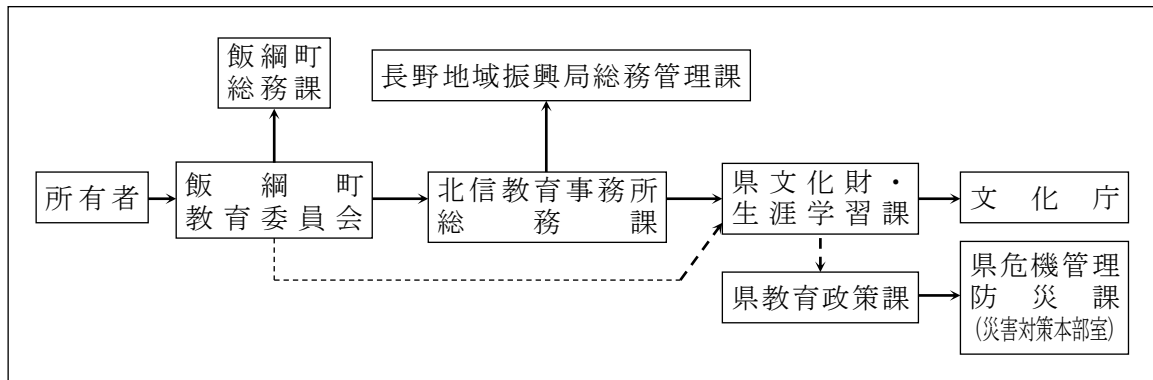 飯綱町
総務課
長野地域振興局総務管理課
所有者
飯綱町
教育委員会
北信教育事務所
総務課
県文化財・
生涯学習課
文化庁
県教育政策課
県危機管理
防災課
(災害対策本部室)